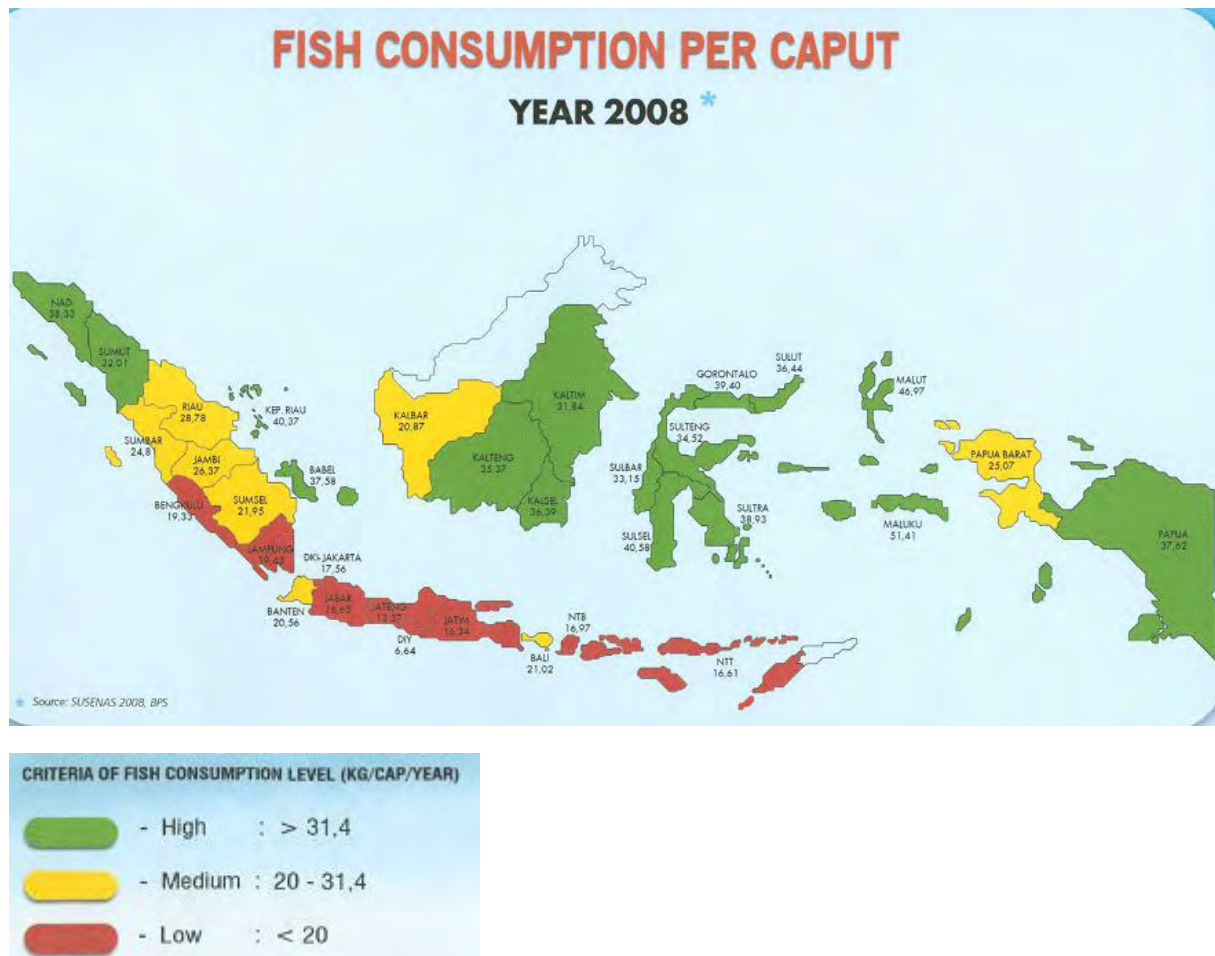 FISH CONSUMPTION PER CAPUT
YEAR 2008 *
NAD
38,33
SUMUT
32,01
RIAU
28,78
KEP. RIAU
40,37
SUMBAR
24,8
JAMBI
26,37
BABEL
37,58
BENGKULU
19,33
SUMSEL
21,95
LAMPUNG
19,43
DKI-JAKARTA
17,56
BANTEN
20,56
JABAR
JATENG
13,37
DIY
6,64
JATIM
16,34
BALI
21,02
NTB
16,97
NTT
16,61
KALBAR
20,87
KALTENG
35,37
KALTIM
31,84
KALSEL
36,39
GORONTALO
39,40
SULUT
36,44
SULTENG
34,52
SULBAR
33,15
SULTRA
38,93
SULSEL
40,58
MALUT
46,97
MALUKU
51,41
PAPUA BARAT
25,07
PAPUA
37,62
* Source: SUSENAS 2008, BPS
CRITERIA OF FISH CONSUMPTION LEVEL (KG/CAP/YEAR)
- High : > 31,4
- Medium : 20 - 31,4
- Low : < 20